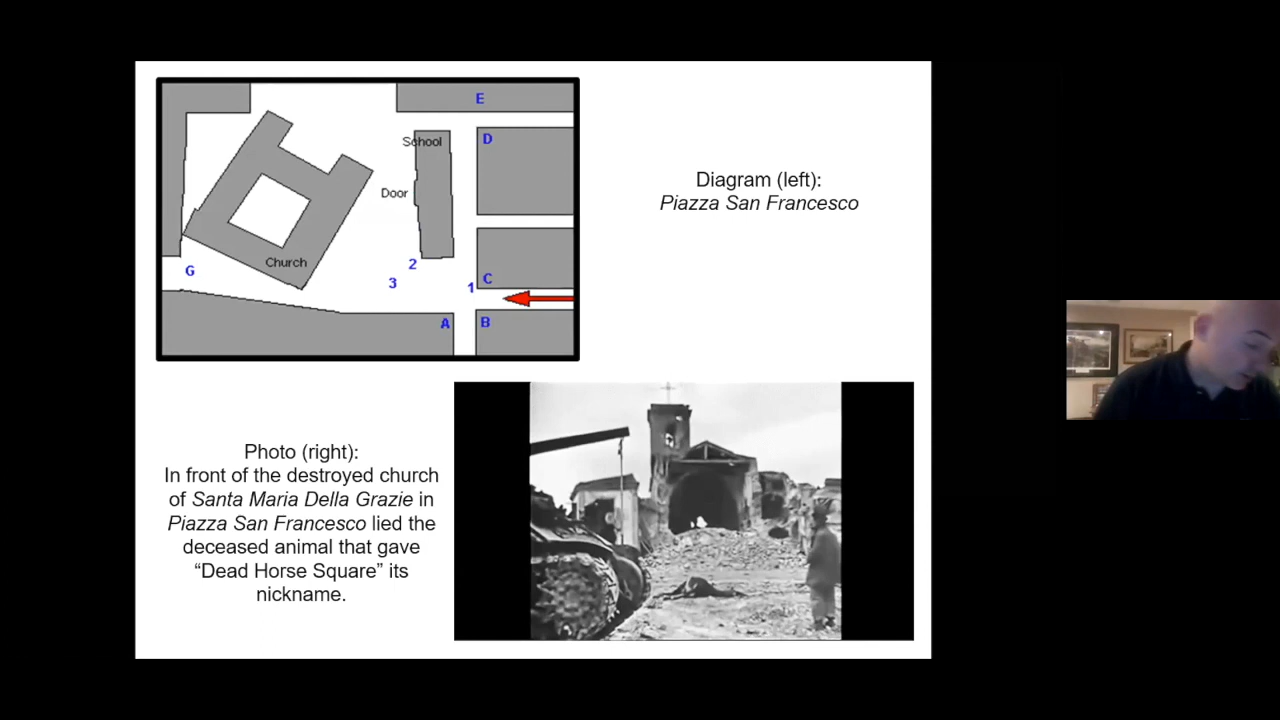 E
School
D
Door
Church
G
2
3
1
C
A
B
Diagram (left):
Piazza San Francesco
Photo (right):
In front of the destroyed church
of Santa Maria Della Grazie in
Piazza San Francesco lied the
deceased animal that gave
“Dead Horse Square” its
nickname.